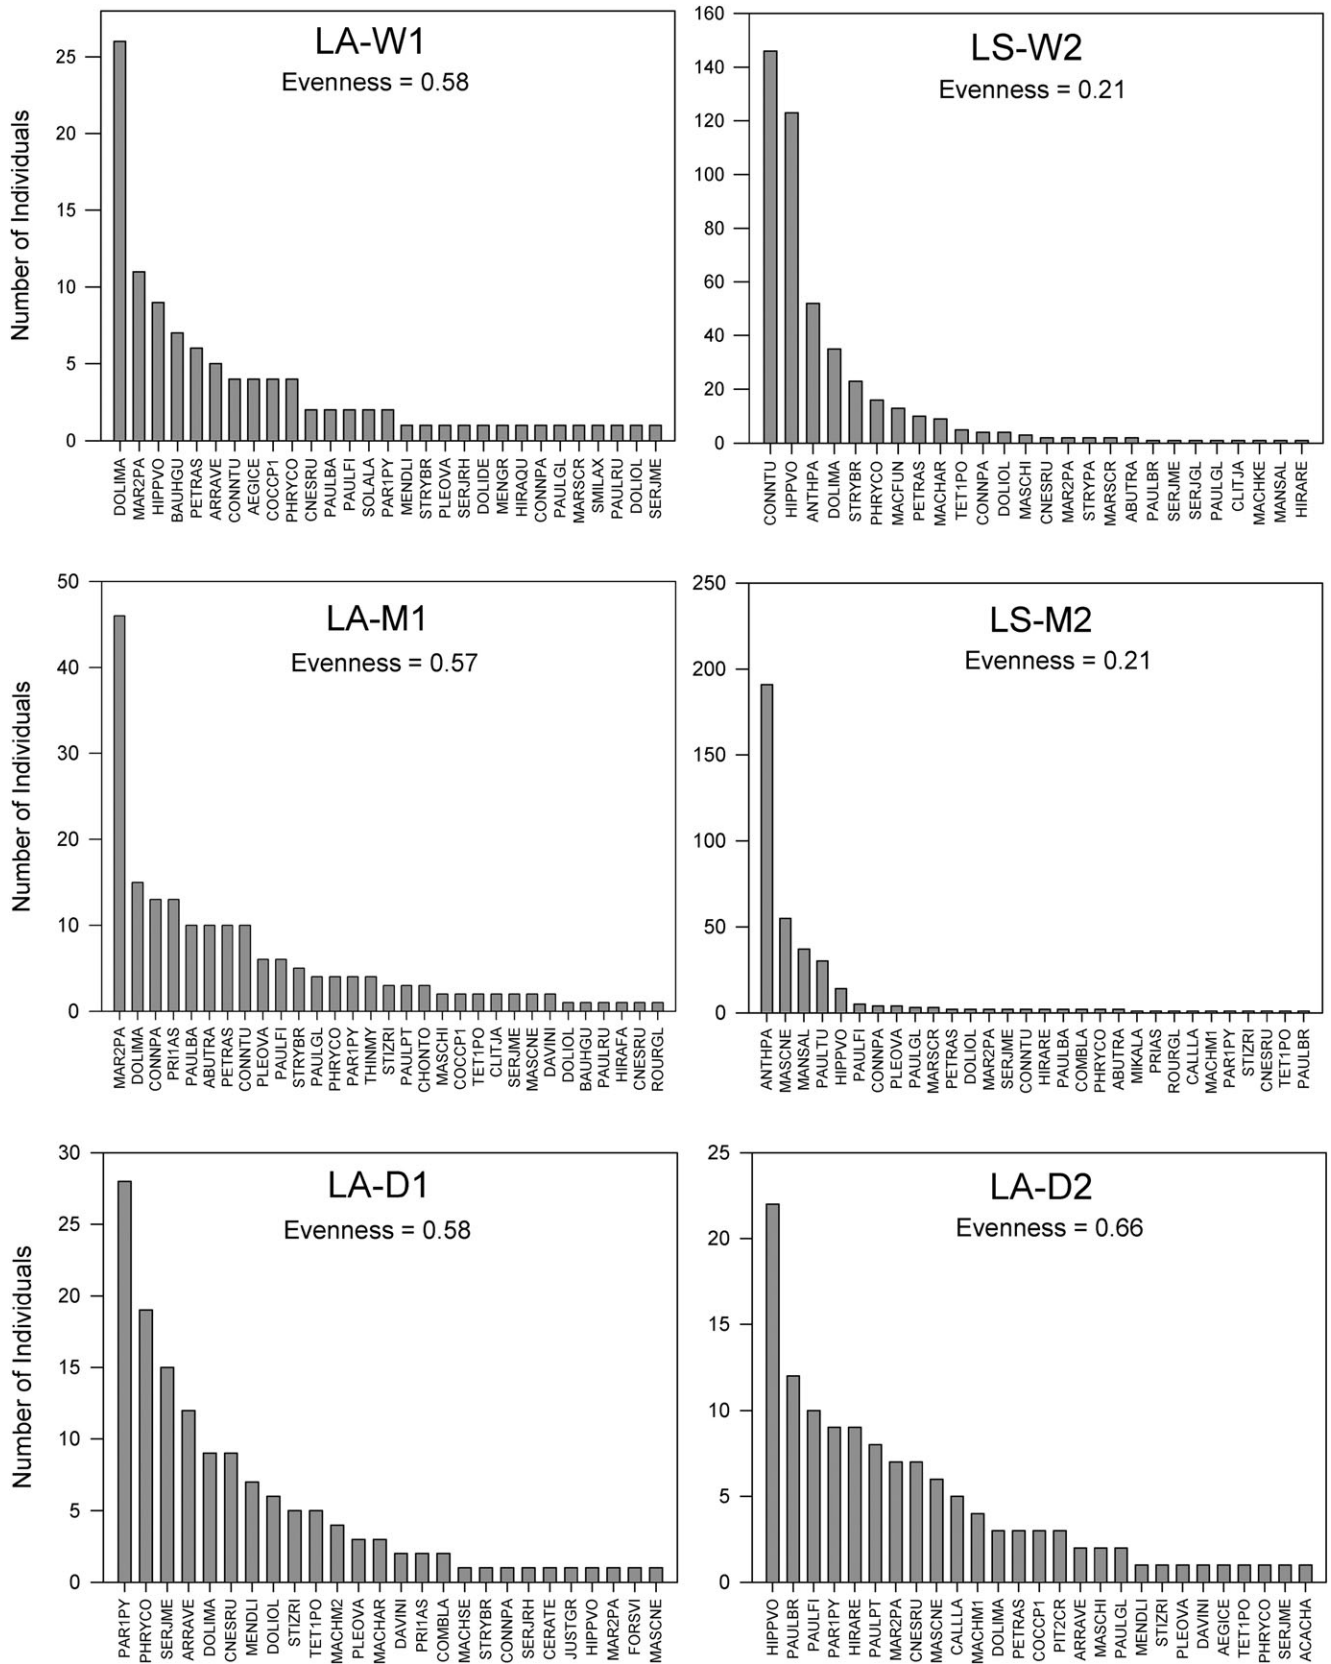 LA-W1
Evenness = 0.58
Number of Individuals
25
20
15
10
5
0
DOLIMA
MAR2PA
HIPPVO
BAUHGU
PETRAS
ARRAVE
CONNTU
AEGICE
COCCP1
PHRYCO
CNESRU
PAULBA
PAULFI
SOLALA
PAR1PY
MENDLI
STRYBR
PLEOVA
SERJRH
DOLIDE
MENGR
HIRAQU
CONNPA
PAULGL
MARSCR
SMILAX
PAULRU
DOLIOL
SERJME
LS-W2
Evenness = 0.21
160
140
120
100
80
60
40
20
0
CONNTU
HIPPVO
ANTHPA
DOLIMA
STRYBR
PHRYCO
MACFUN
PETRAS
MACHAR
TET1PO
CONNPA
DOLIOL
MASCHI
CNESRU
MAR2PA
STRYPA
MARSCR
ABUTRA
PAULBR
SERJME
SERJGL
PAULGL
CLITJA
MACHKE
MANSAL
HIRARE
LA-M1
Evenness = 0.57
Number of Individuals
50
40
30
20
10
0
MAR2PA
DOLIMA
CONNPA
PRI1AS
PAULBA
ABUTRA
PETRAS
CONNTU
PLEOVA
PAULFI
STRYBR
PAULGL
PHRYCO
PAR1PY
THINMY
STIZRI
PAULPT
CHONTO
MASCHI
COCCP1
TET1PO
CLITJA
SERJME
MASCNE
DAVINI
DOLIOL
BAUHGU
PAULRU
HIRAFA
CNESRU
ROURGL
LS-M2
Evenness = 0.21
250
200
150
100
50
0
ANTHPA
MASCNE
MANSAL
PAULTU
HIPPVO
PAULFI
CONNPA
PLEOVA
PAULGL
MARSCR
PETRAS
DOLIOL
MAR2PA
SERJME
CONNTU
HIRARE
PAULBA
COMBLA
PHRYCO
ABUTRA
MIKALA
PRIAS
ROURGL
CALLLA
MACHM1
PAR1PY
STIZRI
CNESRU
TET1PO
PAULBR
LA-D1
Evenness = 0.58
Number of Individuals
30
25
20
15
10
5
0
PAR1PY
PHRYCO
SERJME
ARRAVE
DOLIMA
CNESRU
MENDLI
DOLIOL
STIZRI
TET1PO
MACHM2
PLEOVA
MACHAR
DAVINI
PRI1AS
COMBLA
MACHSE
STRYBR
CONNPA
SERJRH
CERATE
JUSTGR
HIPPVO
MAR2PA
FORSVI
MASCNE
LA-D2
Evenness = 0.66
25
20
15
10
5
0
HIPPVO
PAULBR
PAULFI
PAR1PY
HIRARE
PAULPT
MAR2PA
CNESRU
MASCNE
CALLLA
MACHM1
DOLIMA
PETRAS
COCCP1
PIT2CR
ARRAVE
MASCHI
PAULGL
MENDLI
STIZRI
PLEOVA
DAVINI
AEGICE
TET1PO
PHRYCO
SERJME
ACACHA